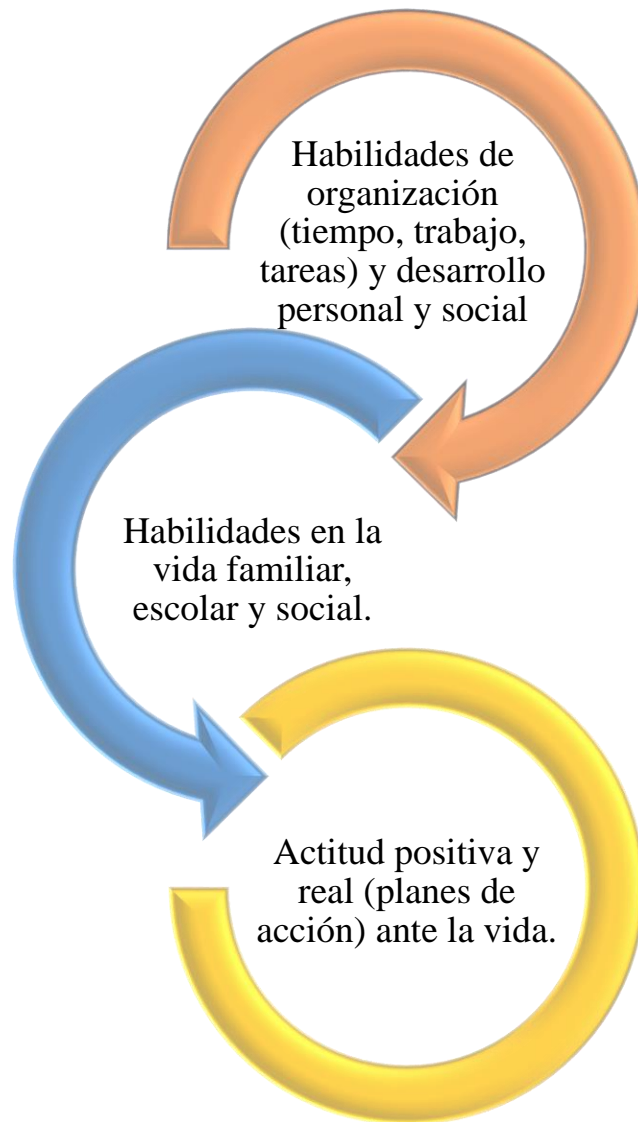 Habilidades de
organización
(tiempo, trabajo,
tareas) y desarrollo
personal y social
Habilidades en la
vida familiar,
escolar y social.
Actitud positiva y
real (planes de
acción) ante la vida.